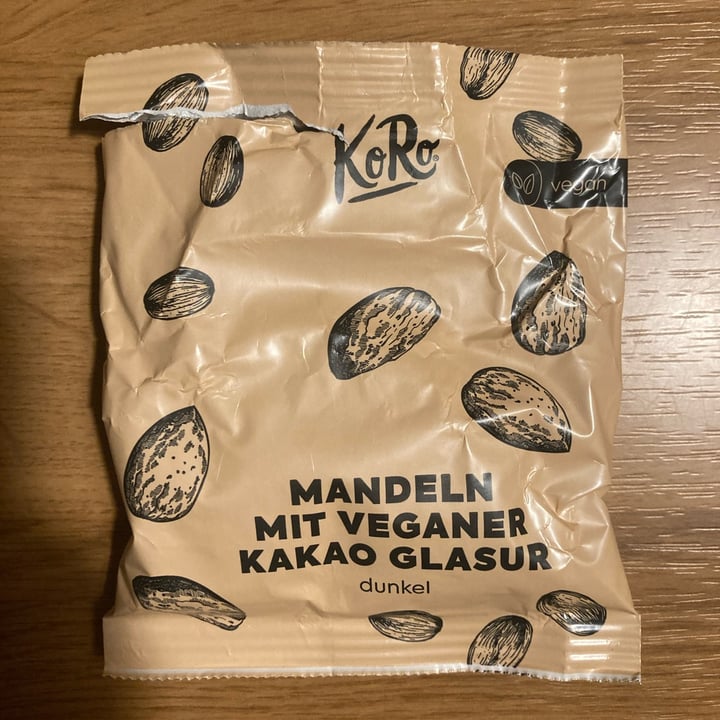 KoRo
vegan
MANDELN
MIT VEGANER
KAKAO GLASUR
dunkel